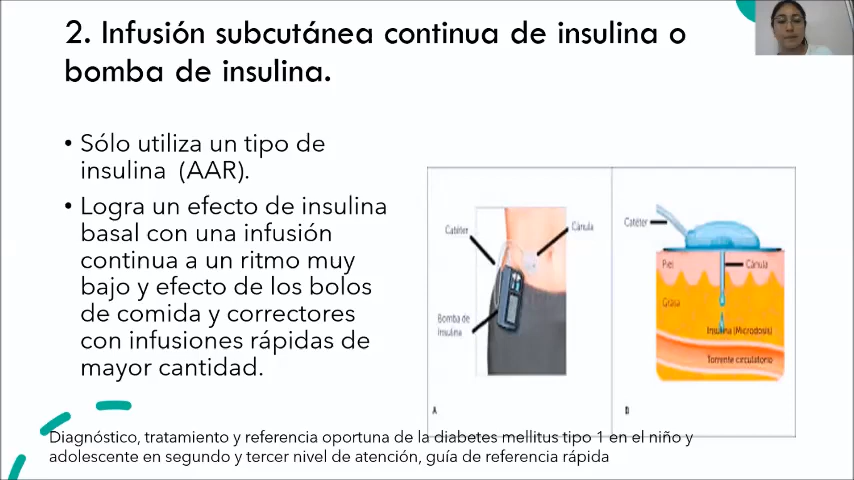 2. Infusión subcutánea continua de insulina o
bomba de insulina.
• Sólo utiliza un tipo de
insulina (AAR).
• Logra un efecto de insulina
basal con una infusión
continua a un ritmo muy
bajo y efecto de los bolos
de comida y correctores
con infusiones rápidas de
mayor cantidad.
Catéter
Cánula
Bomba de
Insulina
A
Catéter
Piel
Cánula
Grasa
Insulina (Microdosis)
Torrente circulatorio
B
Diagnóstico, tratamiento y referencia oportuna de la diabetes mellitus tipo 1 en el niño y
adolescente en segundo y tercer nivel de atención, guía de referencia rápida